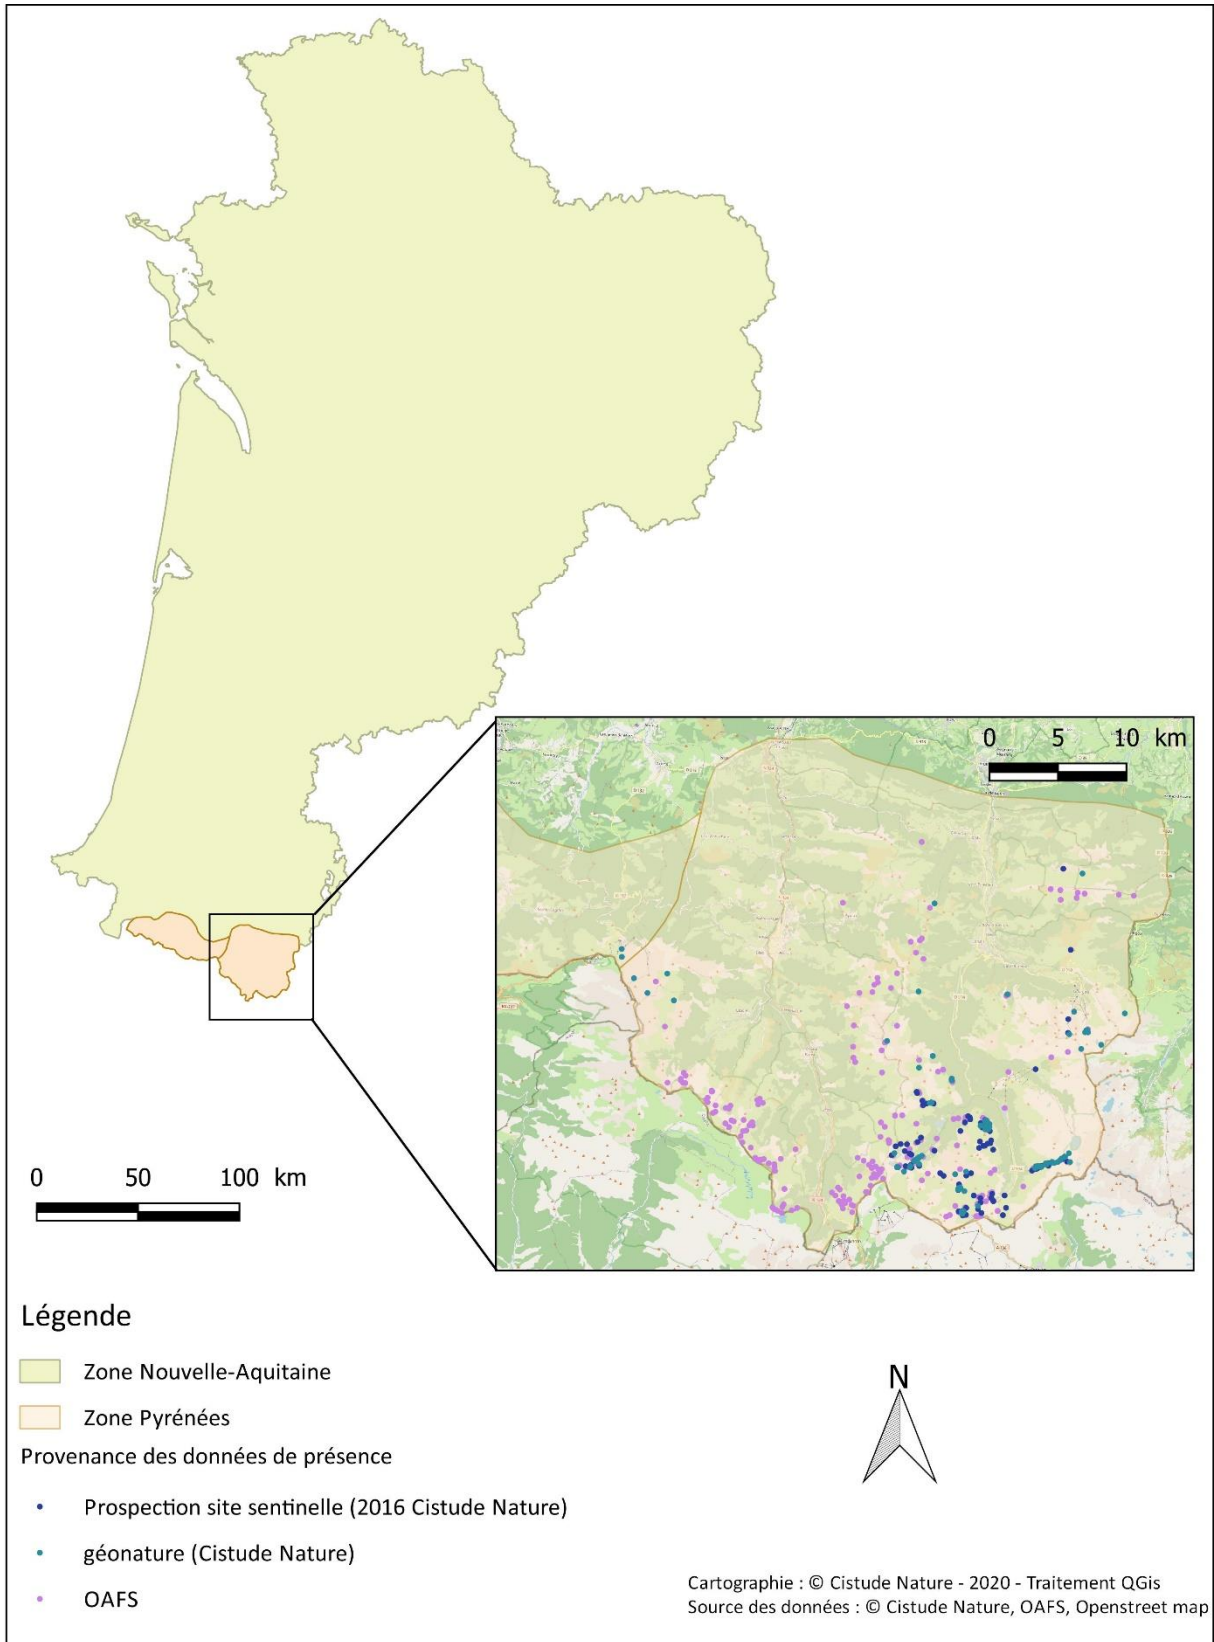 0 5 10 km
0 50 100 km
Légende
Zone Nouvelle-Aquitaine
Zone Pyrénées
Provenance des données de présence
Prospection site sentinelle (2016 Cistude Nature)
géonature (Cistude Nature)
OAFS
N
Cartographie : © Cistude Nature - 2020 - Traitement QGis
Source des données : © Cistude Nature, OAFS, Openstreet map